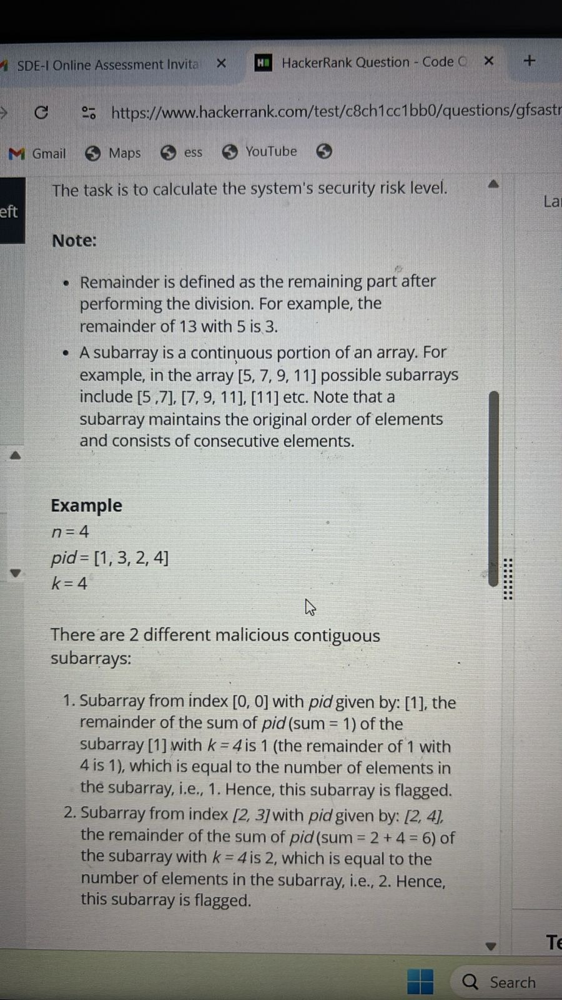 SDE-I Online Assessment Invita
HackerRank Question - Code
https://www.hackerrank.com/test/c8ch1cc1bb0/questions/gfsastr
Gmail Maps ess YouTube
The task is to calculate the system's security risk level.
eft
Note:
• Remainder is defined as the remaining part after
performing the division. For example, the
remainder of 13 with 5 is 3.
• A subarray is a continuous portion of an array. For
example, in the array [5, 7, 9, 11] possible subarrays
include [5 ,7], [7, 9, 11], [11] etc. Note that a
subarray maintains the original order of elements
and consists of consecutive elements.
Example
n = 4
pid = [1, 3, 2, 4]
k = 4
There are 2 different malicious contiguous
subarrays:
1. Subarray from index [0, 0] with pid given by: [1], the
remainder of the sum of pid (sum = 1) of the
subarray [1] with k = 4 is 1 (the remainder of 1 with
4 is 1), which is equal to the number of elements in
the subarray, i.e., 1. Hence, this subarray is flagged.
2. Subarray from index [2, 3] with pid given by: [2, 4],
the remainder of the sum of pid (sum = 2 + 4 = 6) of
the subarray with k = 4 is 2, which is equal to the
number of elements in the subarray, i.e., 2. Hence,
this subarray is flagged.
Search